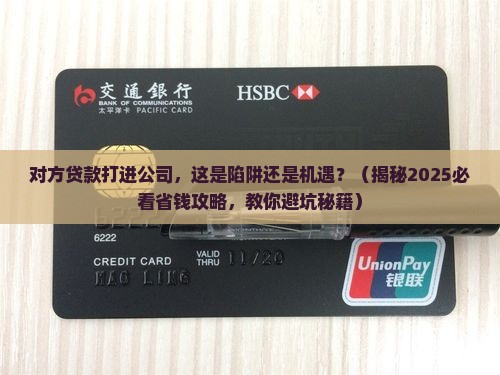 交通銀行
BANK OF COMMUNICATIONS
太平洋卡 PACIFIC CARD
HSBC
对方贷款打进公司，这是陷阱还是机遇？（揭秘2025必
看省钱攻略，教你避坑秘籍）
6222
6222
CREDIT CARD
VALID
THRU
11/20
MAO LING
UnionPay
银联